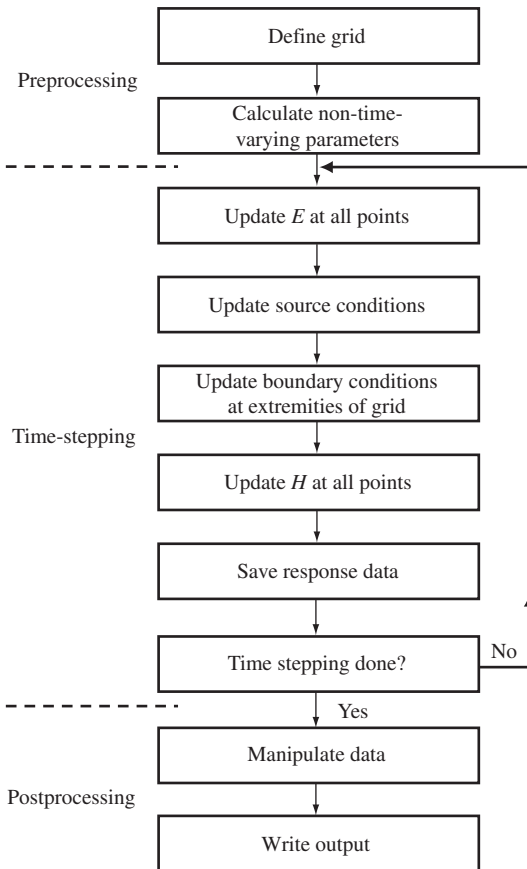 Define grid
Preprocessing
Calculate non-time-
varying parameters
Update E at all points
Update source conditions
Update boundary conditions
at extremities of grid
Time-stepping
Update H at all points
Save response data
Time stepping done?
No
Yes
Manipulate data
Postprocessing
Write output